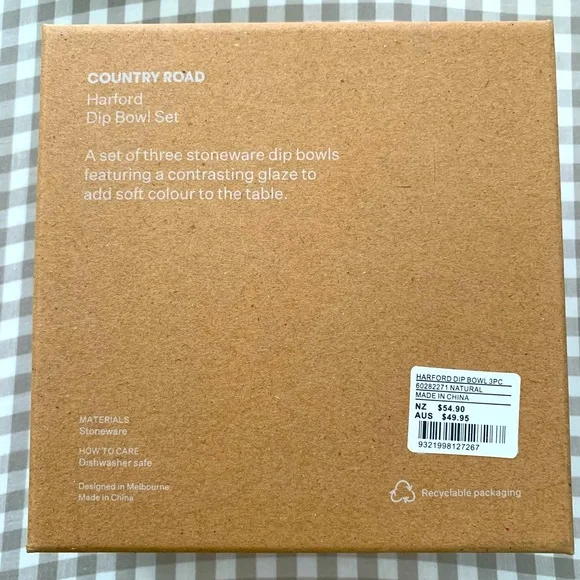 COUNTRY ROAD
Harford
Dip Bowl Set
A set of three stoneware dip bowls
featuring a contrasting glaze to
add soft colour to the table.
MATERIALS
Stoneware
HOW TO CARE
Dishwasher safe
Designed in Melbourne
Made in China
HARFORD DIP BOWL 3PC
60282271 NATURAL
MADE IN CHINA
NZ $54.90
AUS $49.95
9321998127267
Recyclable packaging